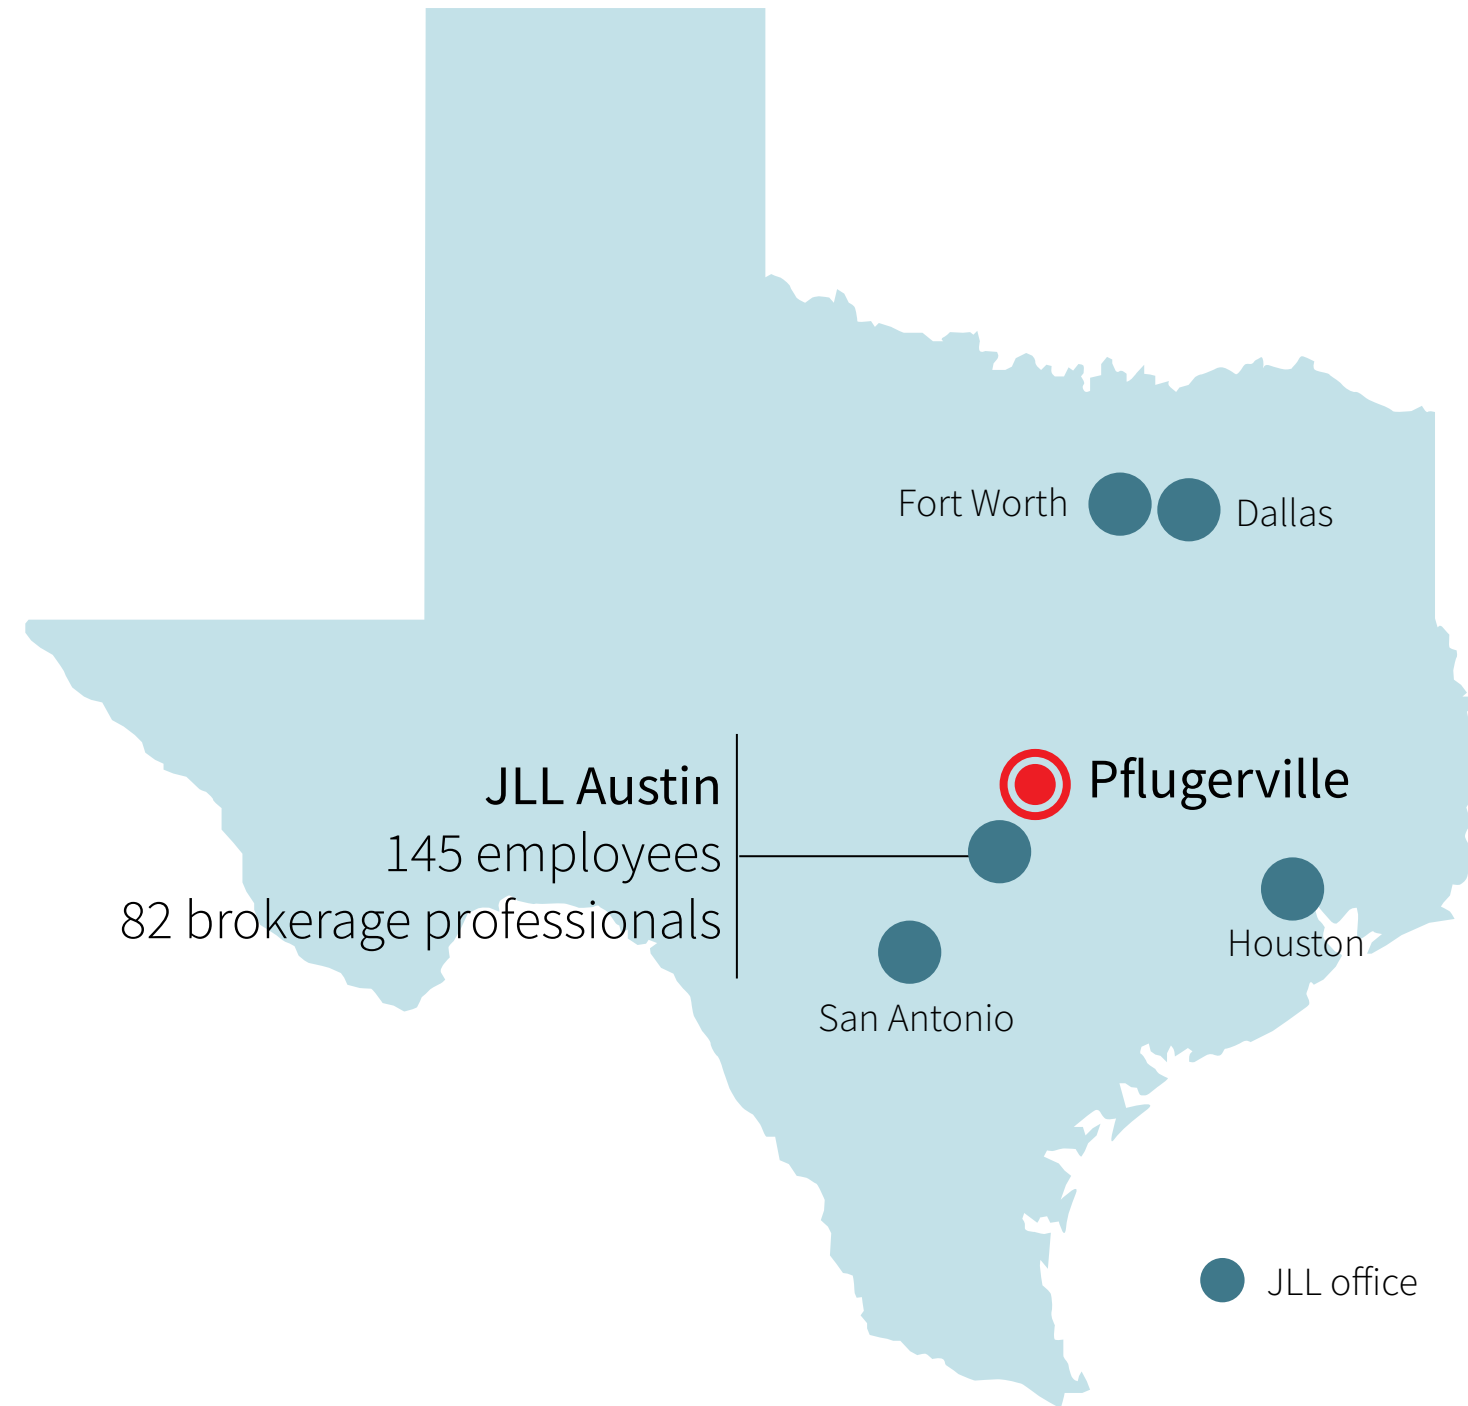 Fort Worth
Dallas
Pflugerville
JLL Austin
145 employees
82 brokerage professionals
Houston
San Antonio
JLL office